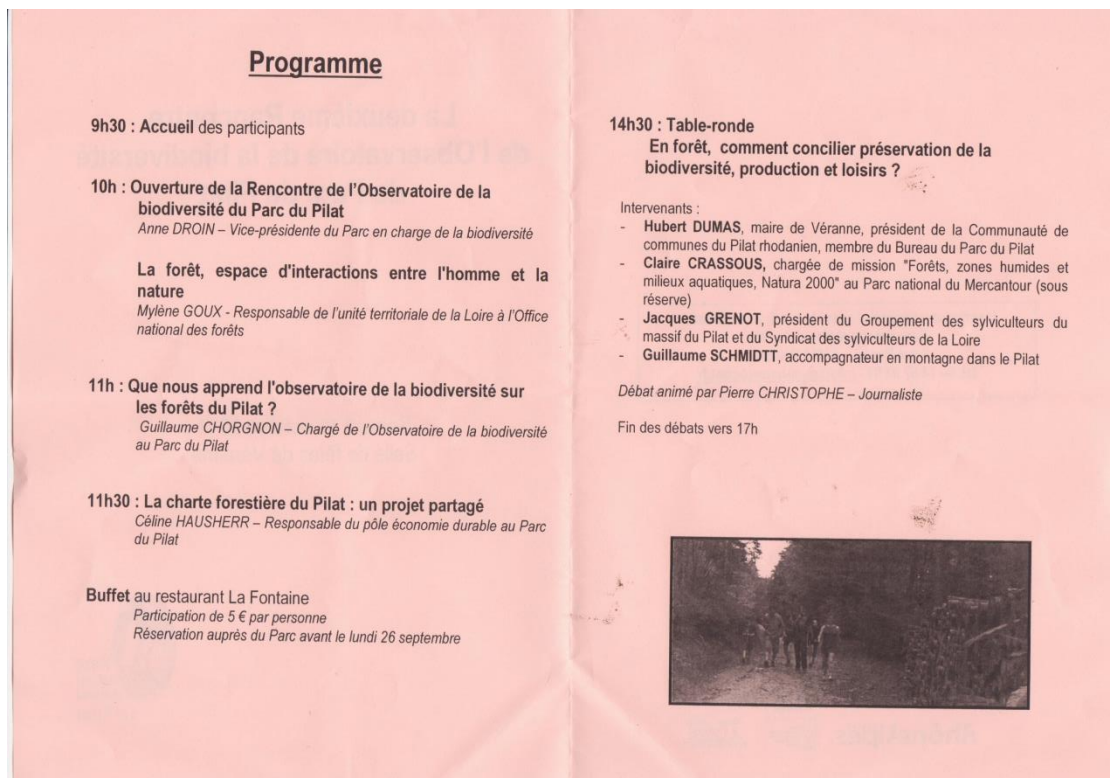 Programme
9h30 : Accueil des participants
10h : Ouverture de la Rencontre de l'Observatoire de la
biodiversité du Parc du Pilat
Anne DROIN – Vice-présidente du Parc en charge de la biodiversité
La forêt, espace d'interactions entre l'homme et la
nature
Mylène GOUX - Responsable de l'unité territoriale de la Loire à l'Office
national des forêts
11h : Que nous apprend l'observatoire de la biodiversité sur
les forêts du Pilat ?
Guillaume CHORGNON – Chargé de l'Observatoire de la biodiversité
au Parc du Pilat
11h30 : La charte forestière du Pilat : un projet partagé
Céline HAUSHERR – Responsable du pôle économie durable au Parc
du Pilat
Buffet au restaurant La Fontaine
Participation de 5 € par personne
Réservation auprès du Parc avant le lundi 26 septembre
14h30 : Table-ronde
En forêt, comment concilier préservation de la
biodiversité, production et loisirs ?
Intervenants :
- Hubert DUMAS, maire de Véranne, président de la Communauté de
communes du Pilat rhodanien, membre du Bureau du Parc du Pilat
- Claire CRASSOUS, chargée de mission "Forêts, zones humides et
milieux aquatiques, Natura 2000" au Parc national du Mercantour (sous
réserve)
- Jacques GRENOT, président du Groupement des sylviculteurs du
massif du Pilat et du Syndicat des sylviculteurs de la Loire
- Guillaume SCHMIDTT, accompagnateur en montagne dans le Pilat
Débat animé par Pierre CHRISTOPHE – Journaliste
Fin des débats vers 17h